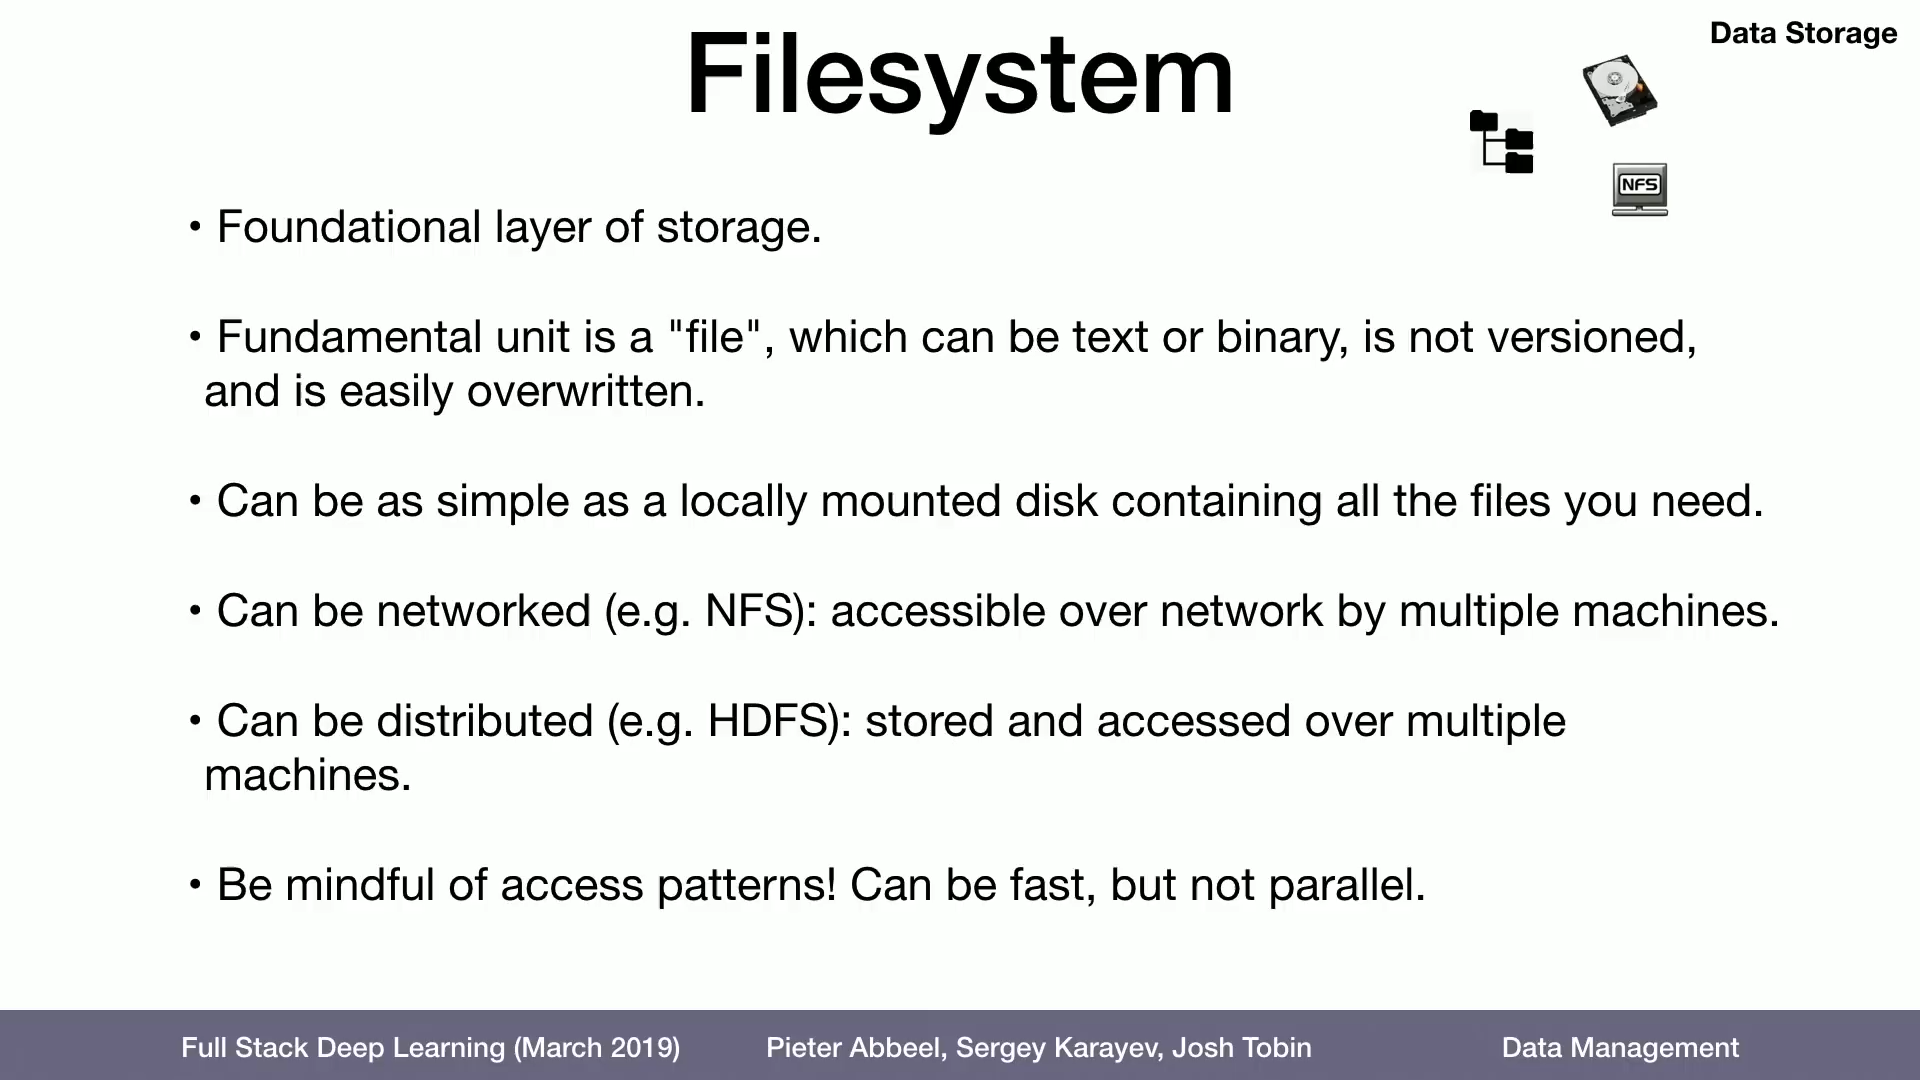 Data Storage
Filesystem
NFS
• Foundational layer of storage.
• Fundamental unit is a "file", which can be text or binary, is not versioned,
and is easily overwritten.
• Can be as simple as a locally mounted disk containing all the files you need.
• Can be networked (e.g. NFS): accessible over network by multiple machines.
• Can be distributed (e.g. HDFS): stored and accessed over multiple
machines.
• Be mindful of access patterns! Can be fast, but not parallel.
Full Stack Deep Learning (March 2019) Pieter Abbeel, Sergey Karayev, Josh Tobin Data Management